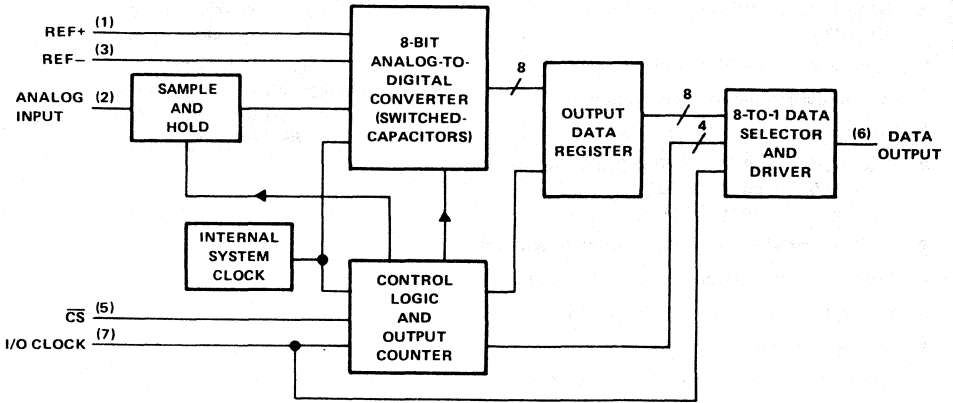 REF+ (1)
REF− (3)
ANALOG
INPUT
(2)
SAMPLE
AND
HOLD
8-BIT
ANALOG-TO-
DIGITAL
CONVERTER
(SWITCHED-
CAPACITORS)
8
OUTPUT
DATA
REGISTER
8
4
8-TO-1 DATA
SELECTOR
AND
DRIVER
(6)
DATA
OUTPUT
INTERNAL
SYSTEM
CLOCK
CONTROL
LOGIC
AND
OUTPUT
COUNTER
C̅S̅ (5)
I/O CLOCK (7)